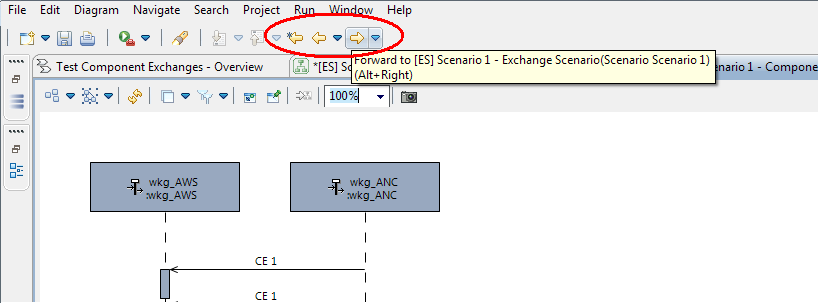 File Edit Diagram Navigate Search Project Run Window Help
Forward to [ES] Scenario 1 - Exchange Scenario(Scenario Scenario 1)
(Alt+Right)
Test Component Exchanges - Overview *[ES] Sc nario 1 - Compone
100%
wkg_AWS
:wkg_AWS
wkg_ANC
:wkg_ANC
CE 1
CE 1